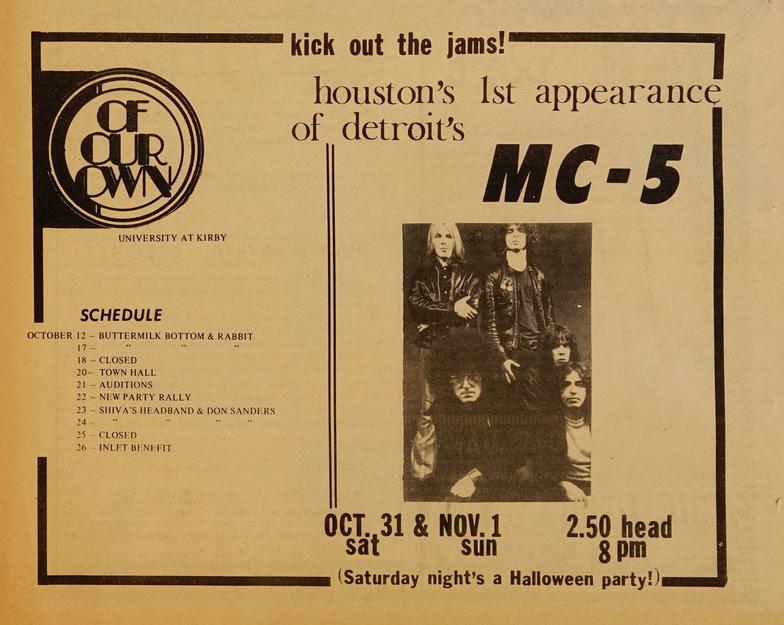 kick out the jams!
houston's 1st appearance
of detroit's
MC-5
OF
OUR
OWN!
UNIVERSITY AT KIRBY
SCHEDULE
OCTOBER 12 – BUTTERMILK BOTTOM & RABBIT
17 – " " "
18 – CLOSED
20– TOWN HALL
21 – AUDITIONS
22 – NEW PARTY RALLY
23 – SHIVA'S HEADBAND & DON SANDERS
24 – " " " "
25 – CLOSED
26 – INLET BENEFIT
OCT. 31 & NOV. 1
sat sun
2.50 head
8 pm
(Saturday night's a Halloween party!)